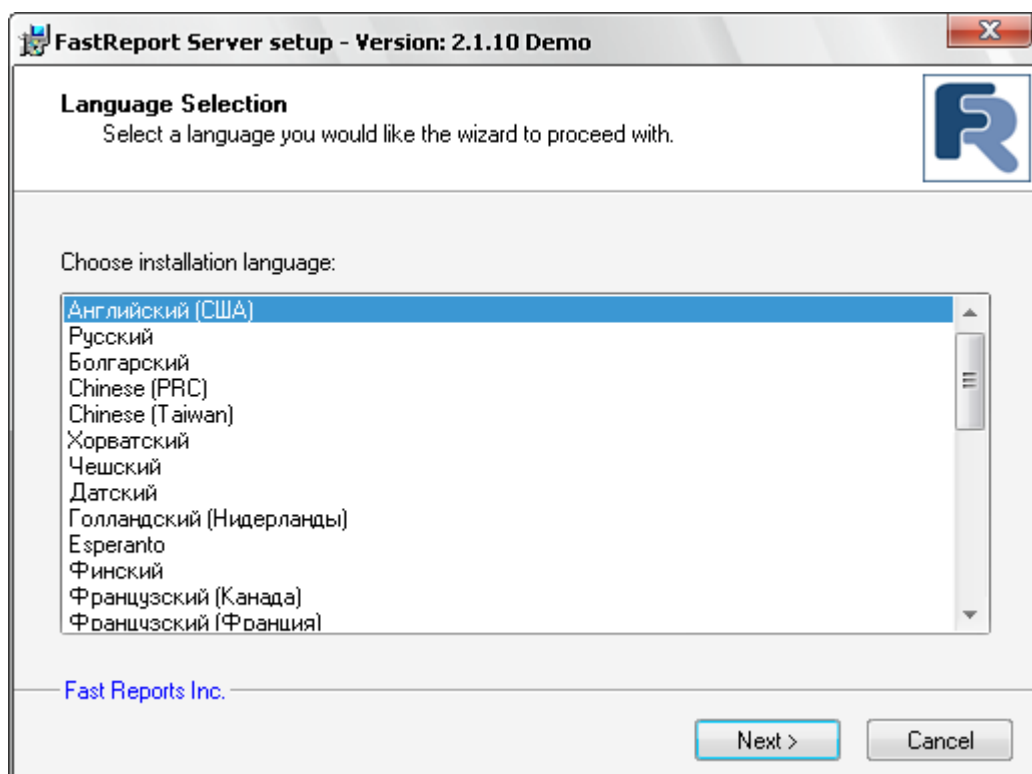 FastReport Server setup - Version: 2.1.10 Demo
Language Selection
Select a language you would like the wizard to proceed with.
FR
Choose installation language:
Английский (США)
Русский
Болгарский
Chinese (PRC)
Chinese (Taiwan)
Хорватский
Чешский
Датский
Голландский (Нидерланды)
Esperanto
Финский
Французский (Канада)
Французский (Франция)
Fast Reports Inc.
Next >
Cancel